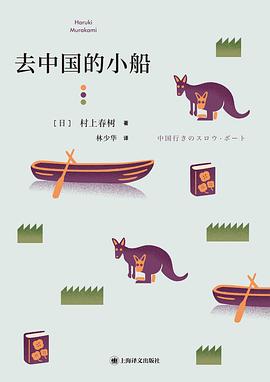 Haruki
Murakami
去中国的小船
[日] 村上春树 著
林少华 译
中国行きのスロウ・ボート
上海译文出版社